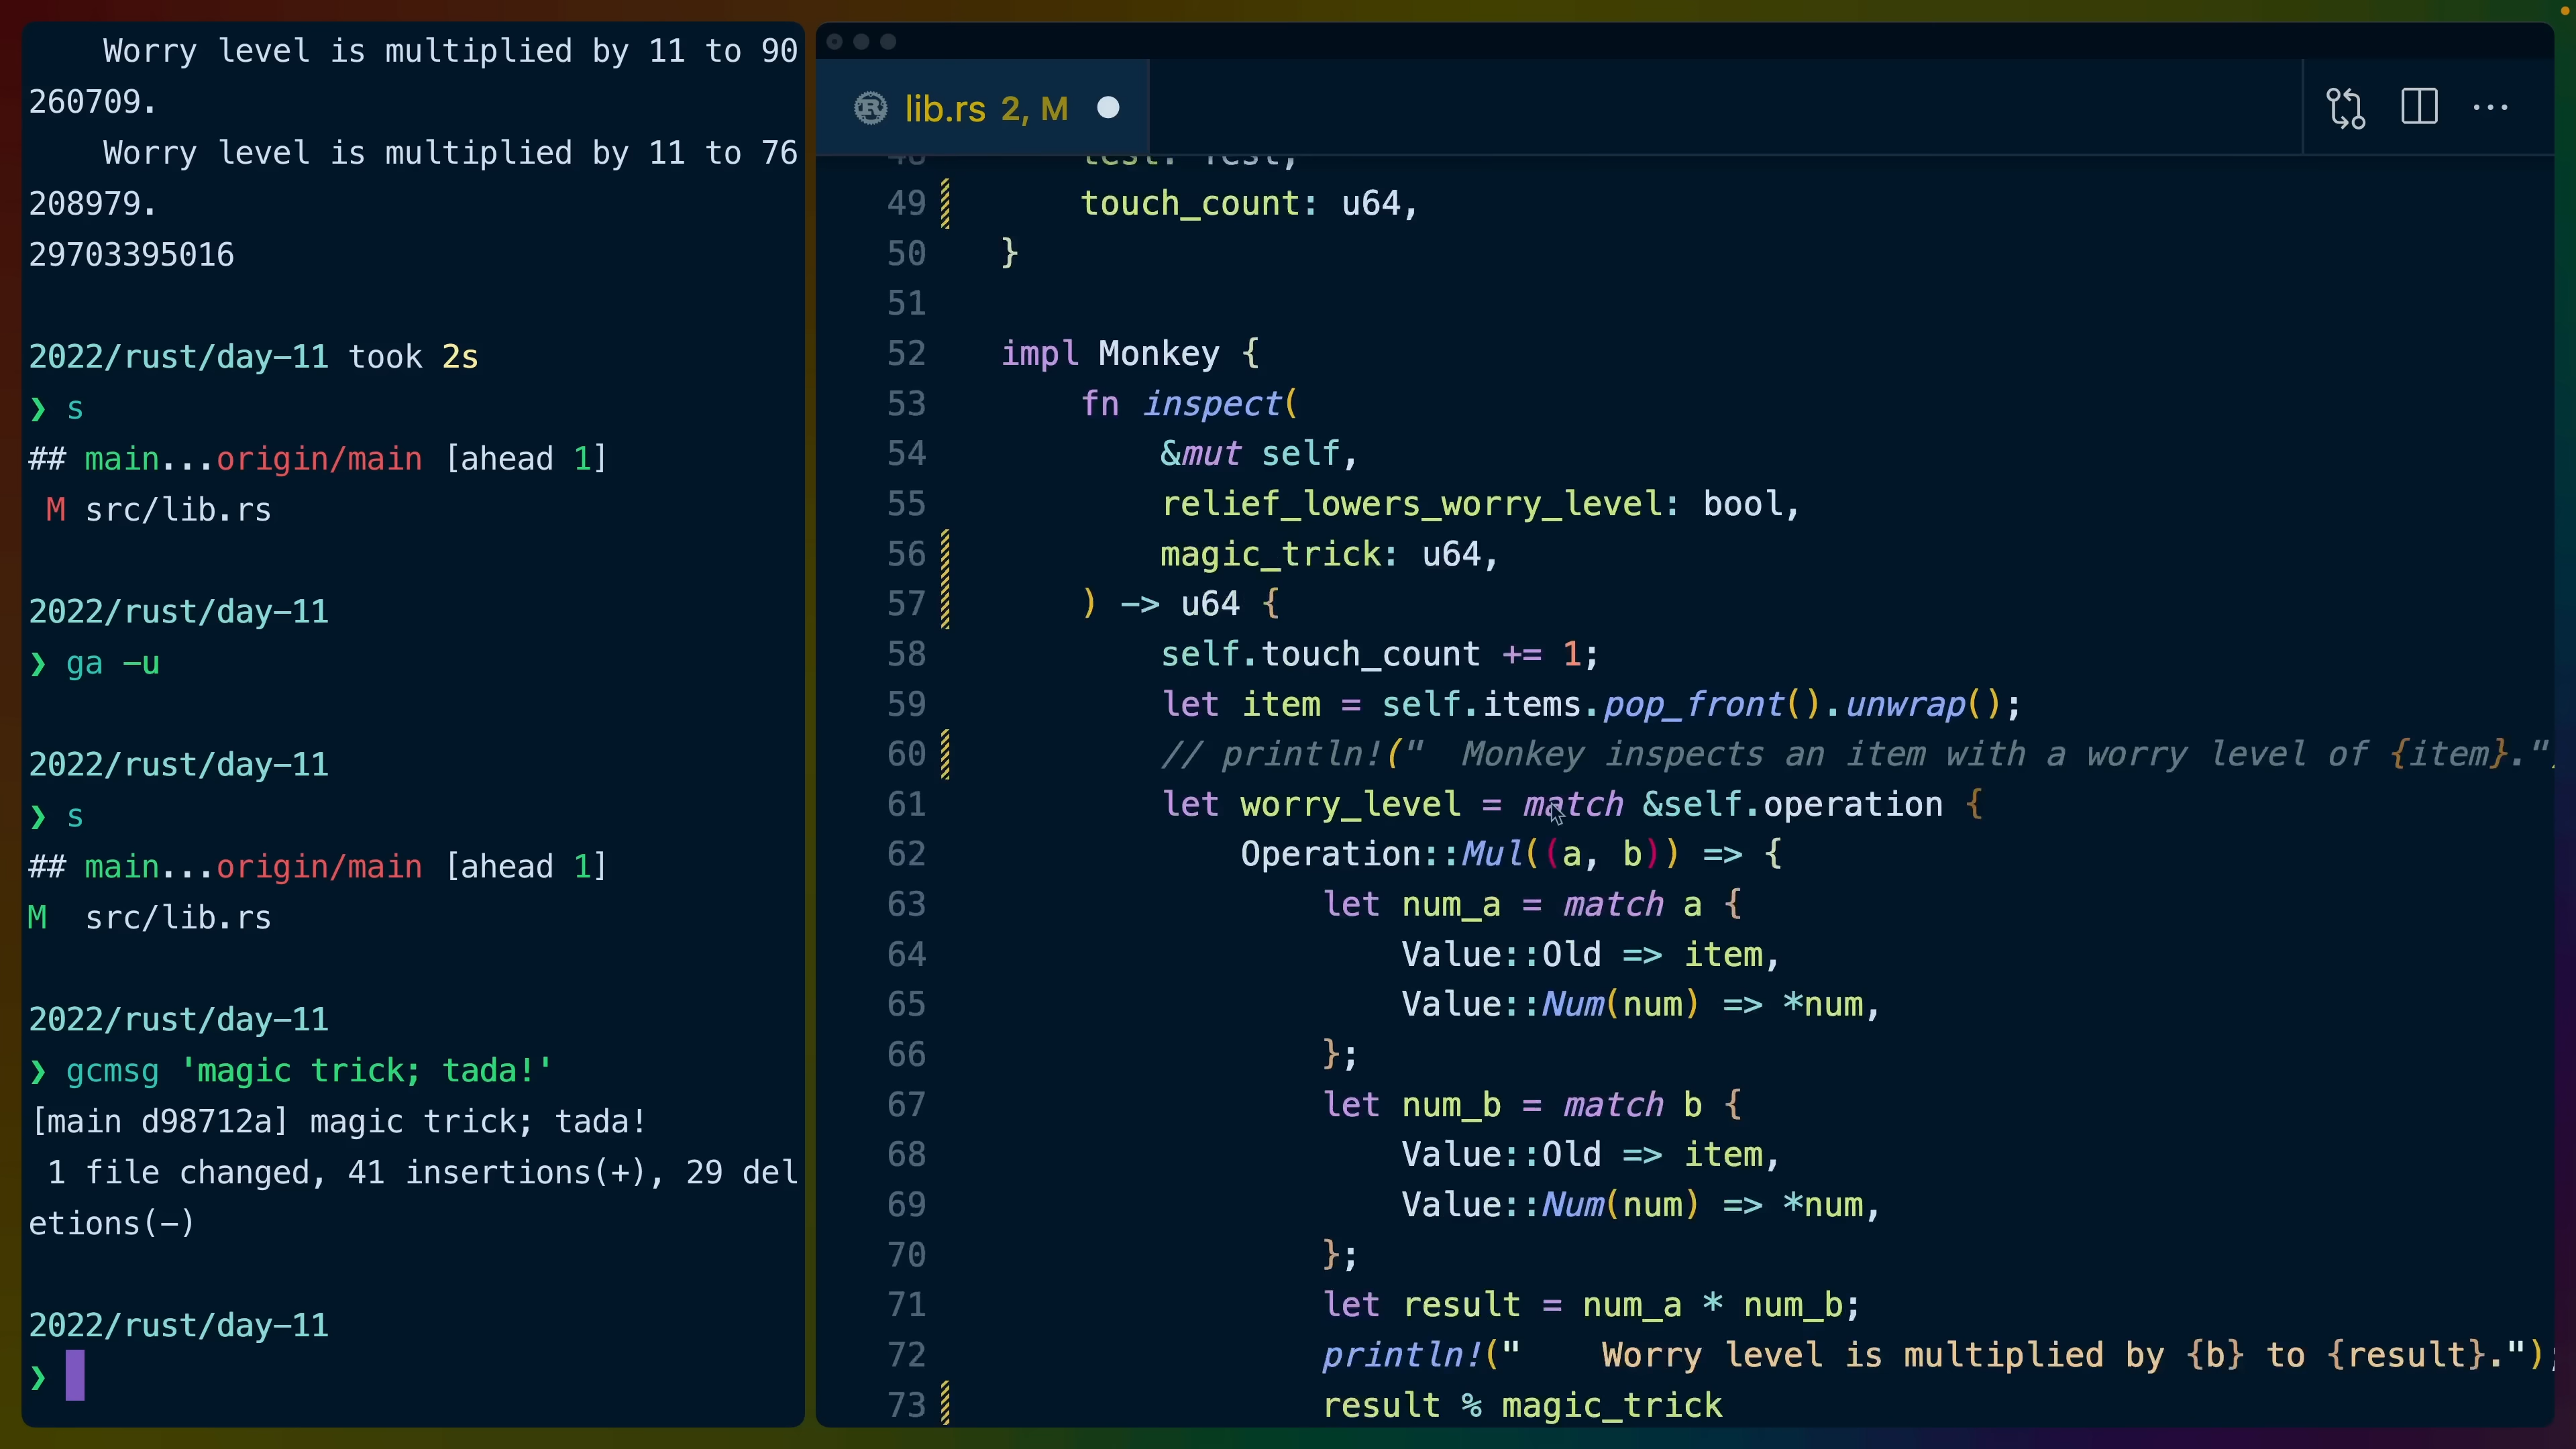 Worry level is multiplied by 11 to 90
260709.
    Worry level is multiplied by 11 to 76
208979.
29703395016
2022/rust/day-11 took 2s
❯ s
## main...origin/main [ahead 1]
 M src/lib.rs
2022/rust/day-11
❯ ga -u
2022/rust/day-11
❯ s
## main...origin/main [ahead 1]
M  src/lib.rs
2022/rust/day-11
❯ gcmsg 'magic trick; tada!'
[main d98712a] magic trick; tada!
 1 file changed, 41 insertions(+), 29 del
etions(-)
2022/rust/day-11
❯
lib.rs 2, M
48     test: Test,
49     touch_count: u64,
50 }
51
52 impl Monkey {
53     fn inspect(
54         &mut self,
55         relief_lowers_worry_level: bool,
56         magic_trick: u64,
57     ) -> u64 {
58         self.touch_count += 1;
59         let item = self.items.pop_front().unwrap();
60         // println!("  Monkey inspects an item with a worry level of {item}.")
61         let worry_level = match &self.operation {
62             Operation::Mul((a, b)) => {
63                 let num_a = match a {
64                     Value::Old => item,
65                     Value::Num(num) => *num,
66                 };
67                 let num_b = match b {
68                     Value::Old => item,
69                     Value::Num(num) => *num,
70                 };
71                 let result = num_a * num_b;
72                 println!("    Worry level is multiplied by {b} to {result}.");
73                 result % magic_trick